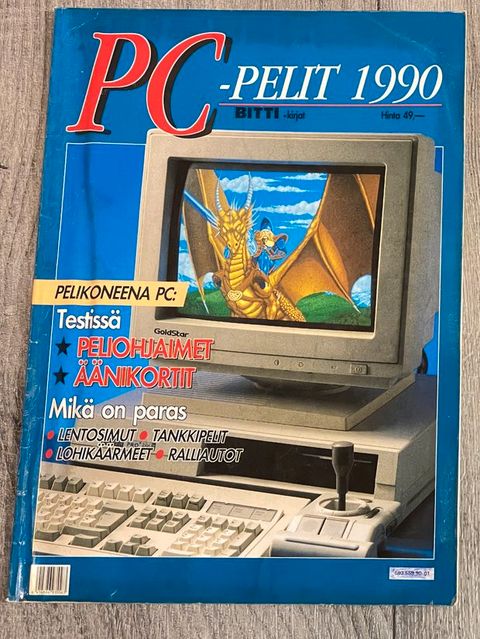 PC-PELIT 1990
BITTI -kirjat
Hinta 49,—
PELIKONEENA PC:
Testissä
★ PELIOHJAIMET
★ ÄÄNIKORTIT
Mikä on paras
• LENTOSIMUT • TANKKIPELIT
• LOHIKÄÄRMEET • RALLIAUTOT
GoldStar